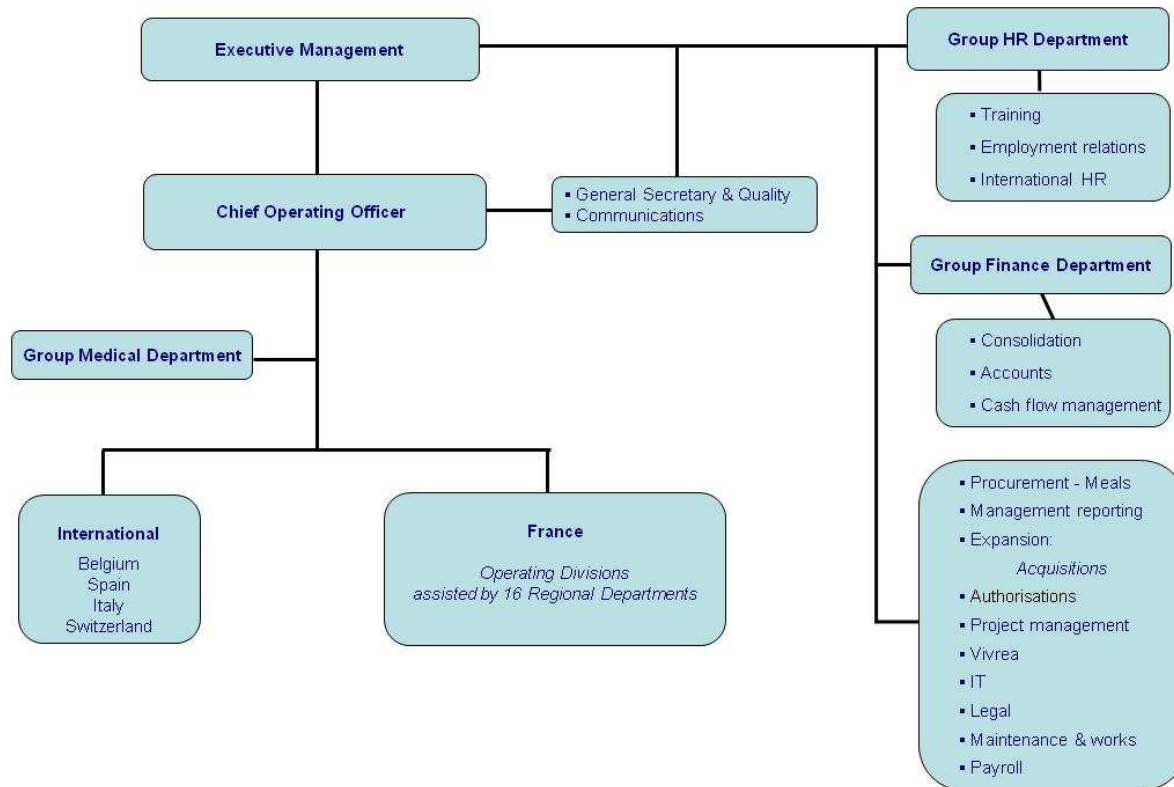 Executive Management
Group HR Department
▪ Training
▪ Employment relations
▪ International HR
Chief Operating Officer
▪ General Secretary & Quality
▪ Communications
Group Finance Department
▪ Consolidation
▪ Accounts
▪ Cash flow management
Group Medical Department
International
Belgium
Spain
Italy
Switzerland
France
Operating Divisions
assisted by 16 Regional Departments
▪ Procurement - Meals
▪ Management reporting
▪ Expansion:
Acquisitions
▪ Authorisations
▪ Project management
▪ Vivrea
▪ IT
▪ Legal
▪ Maintenance & works
▪ Payroll